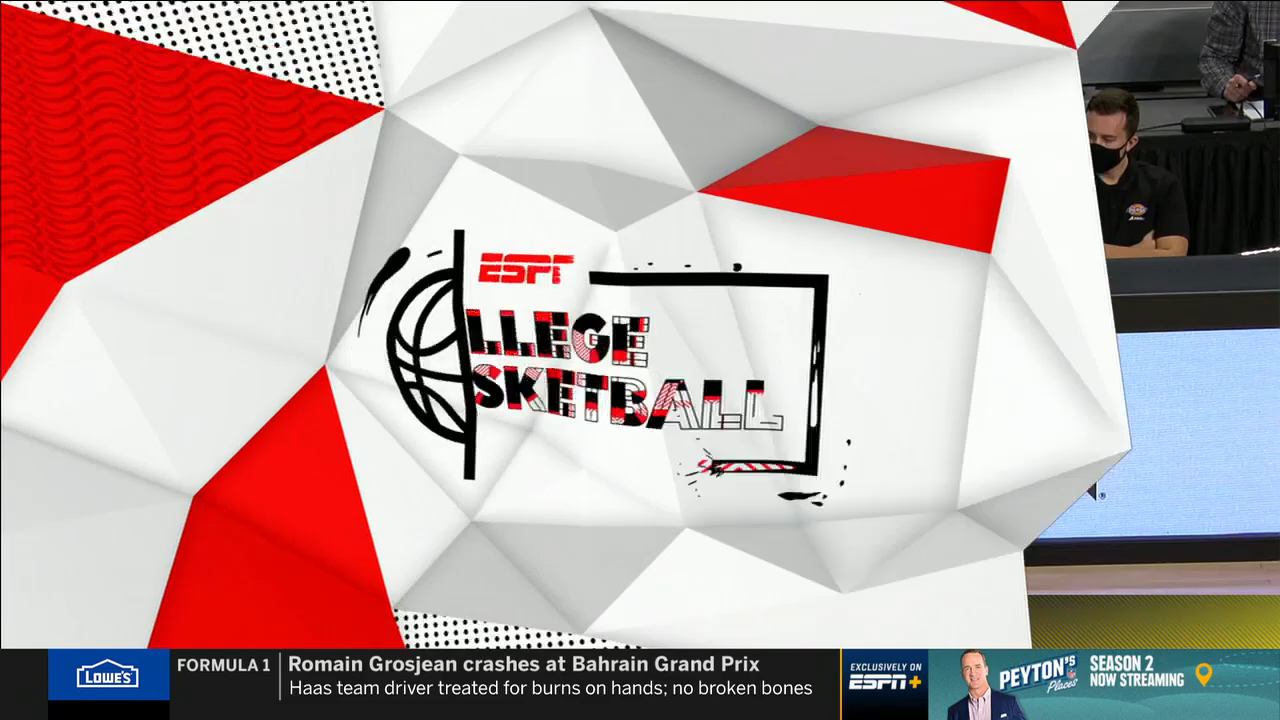 ESPN
LLEGE
SKETBALL
LOWE'S
FORMULA 1
Romain Grosjean crashes at Bahrain Grand Prix
Haas team driver treated for burns on hands; no broken bones
EXCLUSIVELY ON
ESPN+
PEYTON'S
Places
SEASON 2
NOW STREAMING